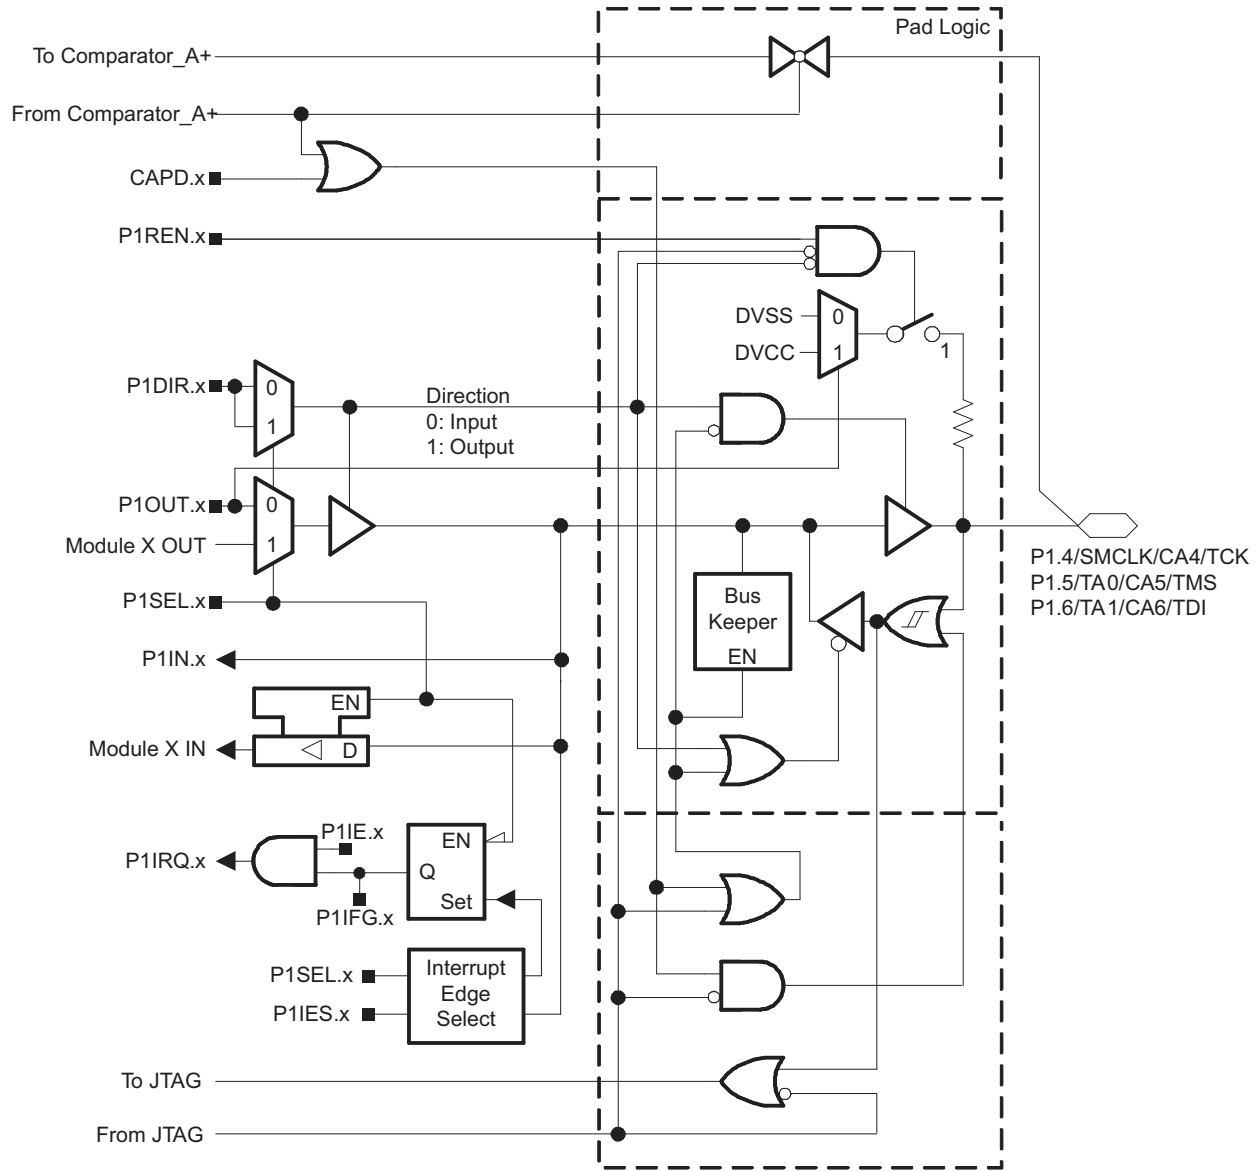 Pad Logic
To Comparator_A+
From Comparator_A+
CAPD.x
P1REN.x
DVSS
0
DVCC
1
1
P1DIR.x
0
1
Direction
0: Input
1: Output
P1OUT.x
0
Module X OUT
1
P1SEL.x
P1.4/SMCLK/CA4/TCK
P1.5/TA0/CA5/TMS
P1.6/TA1/CA6/TDI
Bus
Keeper
EN
P1IN.x
EN
Module X IN
D
P1IE.x
P1IRQ.x
EN
Q
Set
P1IFG.x
P1SEL.x
P1IES.x
Interrupt
Edge
Select
To JTAG
From JTAG